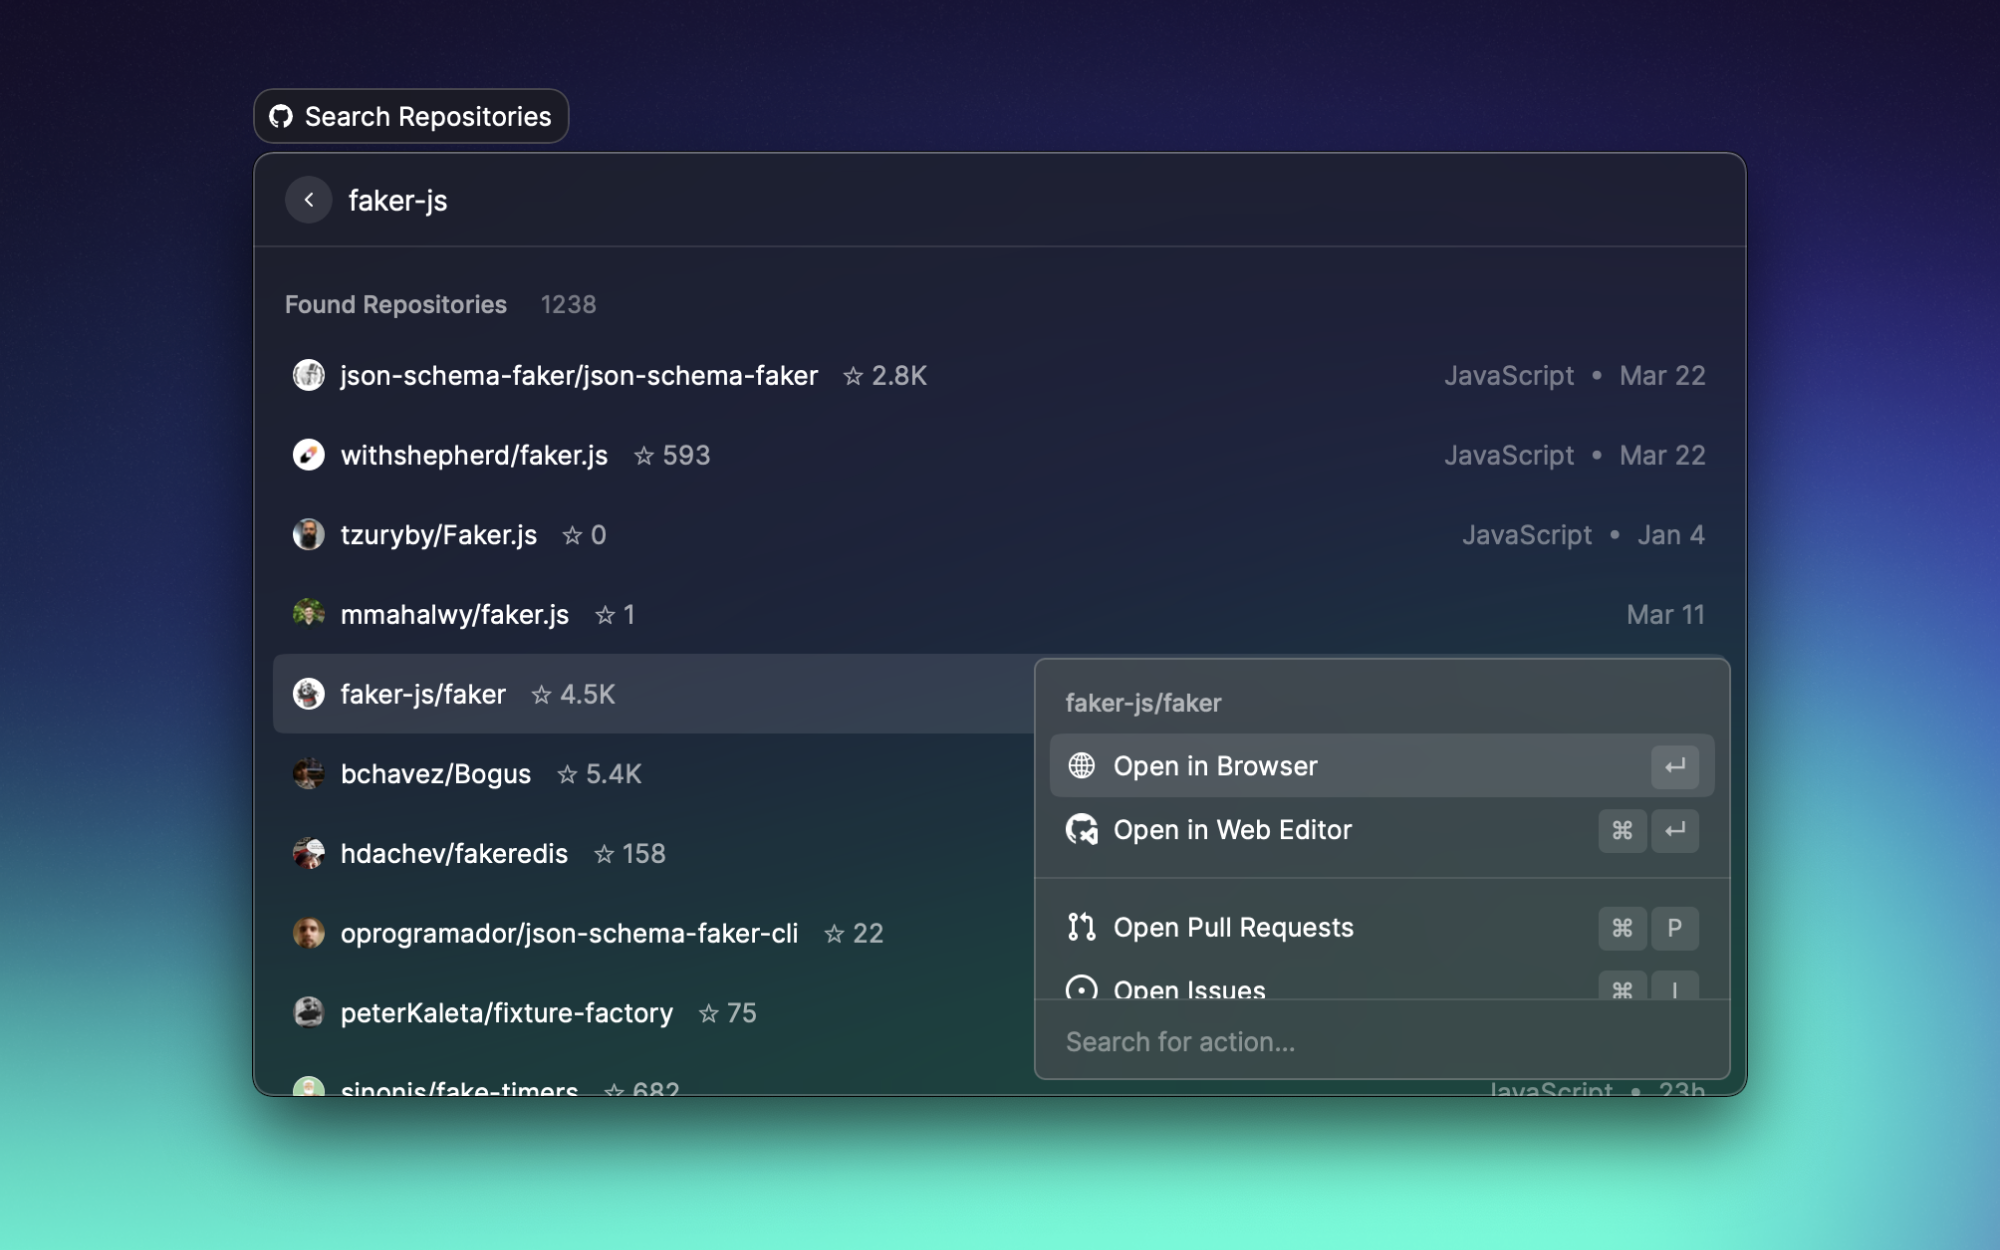 Search Repositories
faker-js
Found Repositories 1238
json-schema-faker/json-schema-faker ☆ 2.8K JavaScript • Mar 22
withshepherd/faker.js ☆ 593 JavaScript • Mar 22
tzuryby/Faker.js ☆ 0 JavaScript • Jan 4
mmahalwy/faker.js ☆ 1 Mar 11
faker-js/faker ☆ 4.5K
bchavez/Bogus ☆ 5.4K
hdachev/fakeredis ☆ 158
oprogramador/json-schema-faker-cli ☆ 22
peterKaleta/fixture-factory ☆ 75
sinonjs/fake-timers ☆ 682 JavaScript • 23h
faker-js/faker
Open in Browser ↵
Open in Web Editor ⌘ ↵
Open Pull Requests ⌘ P
Open Issues ⌘ I
Search for action...